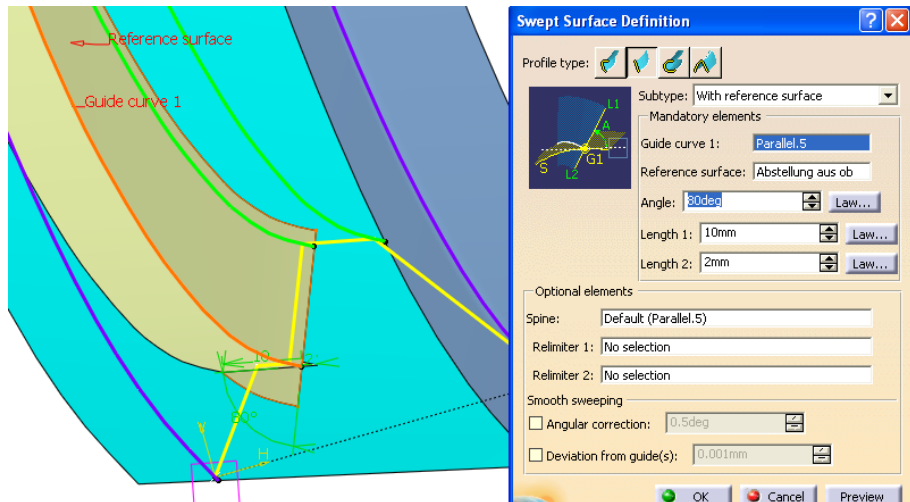 Reference surface
Guide curve 1
10
2
80°
V
H
Swept Surface Definition
?
X
Profile type:
L1
A
G1
S
L2
Subtype: With reference surface
Mandatory elements
Guide curve 1: Parallel.5
Reference surface: Abstellung aus ob
Angle: 80deg Law...
Length 1: 10mm Law...
Length 2: 2mm Law...
Optional elements
Spine: Default (Parallel.5)
Relimiter 1: No selection
Relimiter 2: No selection
Smooth sweeping
Angular correction: 0.5deg
Deviation from guide(s): 0.001mm
OK Cancel Preview